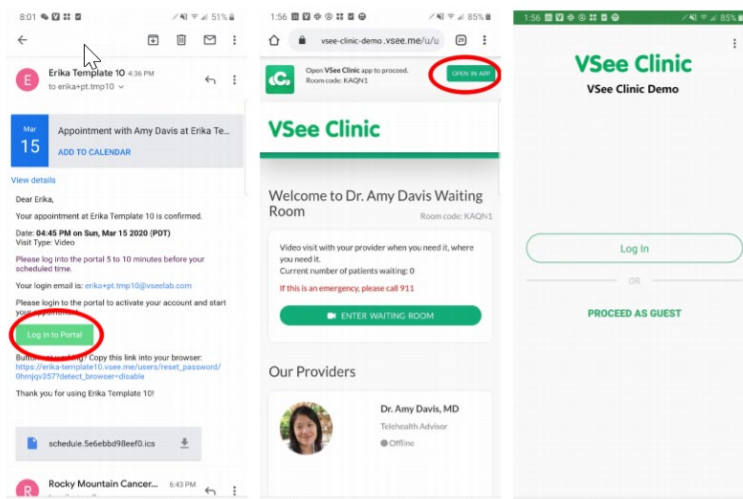 8:01
51%
Erika Template 10 4:36 PM
to erika+pt.tmp10
E
Mar
15
Appointment with Amy Davis at Erika Te...
ADD TO CALENDAR
View details
Dear Erika,
Your appointment at Erika Template 10 is confirmed.
Date: 04:45 PM on Sun, Mar 15 2020 (PDT)
Visit Type: Video
Please log into the portal 5 to 10 minutes before your
scheduled time.
Your login email is: erika+pt.tmp10@vseelab.com
Please login to the portal to activate your account and start
your appointment.
Log In to Portal
Button not working? Copy this link into your browser:
https://erika-template10.vsee.me/users/reset_password/
0hmjqv357?detect_browser=disable
Thank you for using Erika Template 10!
schedule.5e6ebbd98eef0.ics
R
Rocky Mountain Cancer... 6:43 PM
1:56
85%
vsee-clinic-demo.vsee.me/u/u
Open VSee Clinic app to proceed.
Room code: KAQN1
OPEN IN APP
VSee Clinic
Welcome to Dr. Amy Davis Waiting
Room
Room code: KAQN1
Video visit with your provider when you need it, where
you need it.
Current number of patients waiting: 0
If this is an emergency, please call 911
ENTER WAITING ROOM
Our Providers
Dr. Amy Davis, MD
Telehealth Advisor
Offline
1:56
85%
VSee Clinic
VSee Clinic Demo
Log In
OR
PROCEED AS GUEST